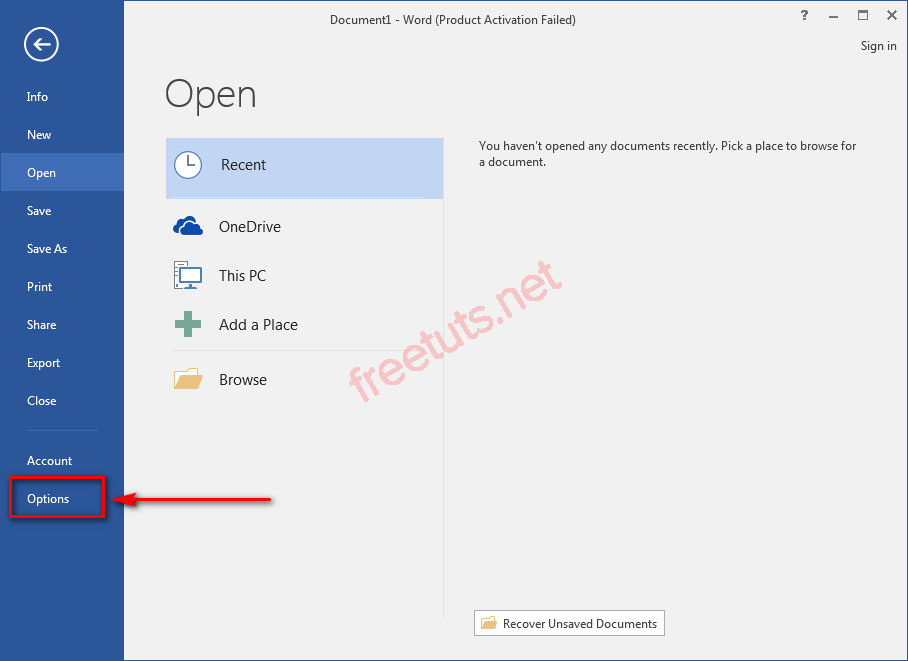 Document1 - Word (Product Activation Failed)
?
Sign in
Info
New
Open
Save
Save As
Print
Share
Export
Close
Account
Options
Open
Recent
OneDrive
This PC
Add a Place
Browse
You haven't opened any documents recently. Pick a place to browse for
a document.
freetuts.net
Recover Unsaved Documents